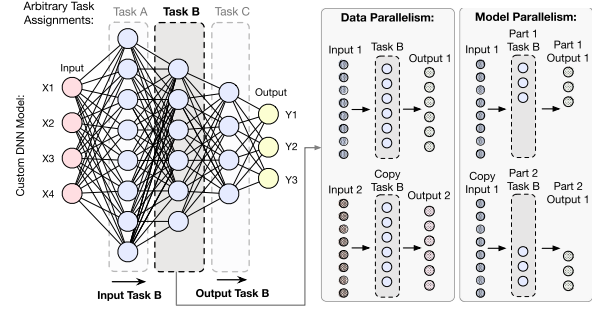 Arbitrary Task
Assignments:
Task A
Task B
Task C
Custom DNN Model:
Input
X1
X2
X3
X4
Output
Y1
Y2
Y3
Input Task B
Output Task B
Data Parallelism:
Input 1
Task B
Output 1
Input 2
Copy
Task B
Output 2
Model Parallelism:
Input 1
Part 1
Task B
Part 1
Output 1
Copy
Input 1
Part 2
Task B
Part 2
Output 1